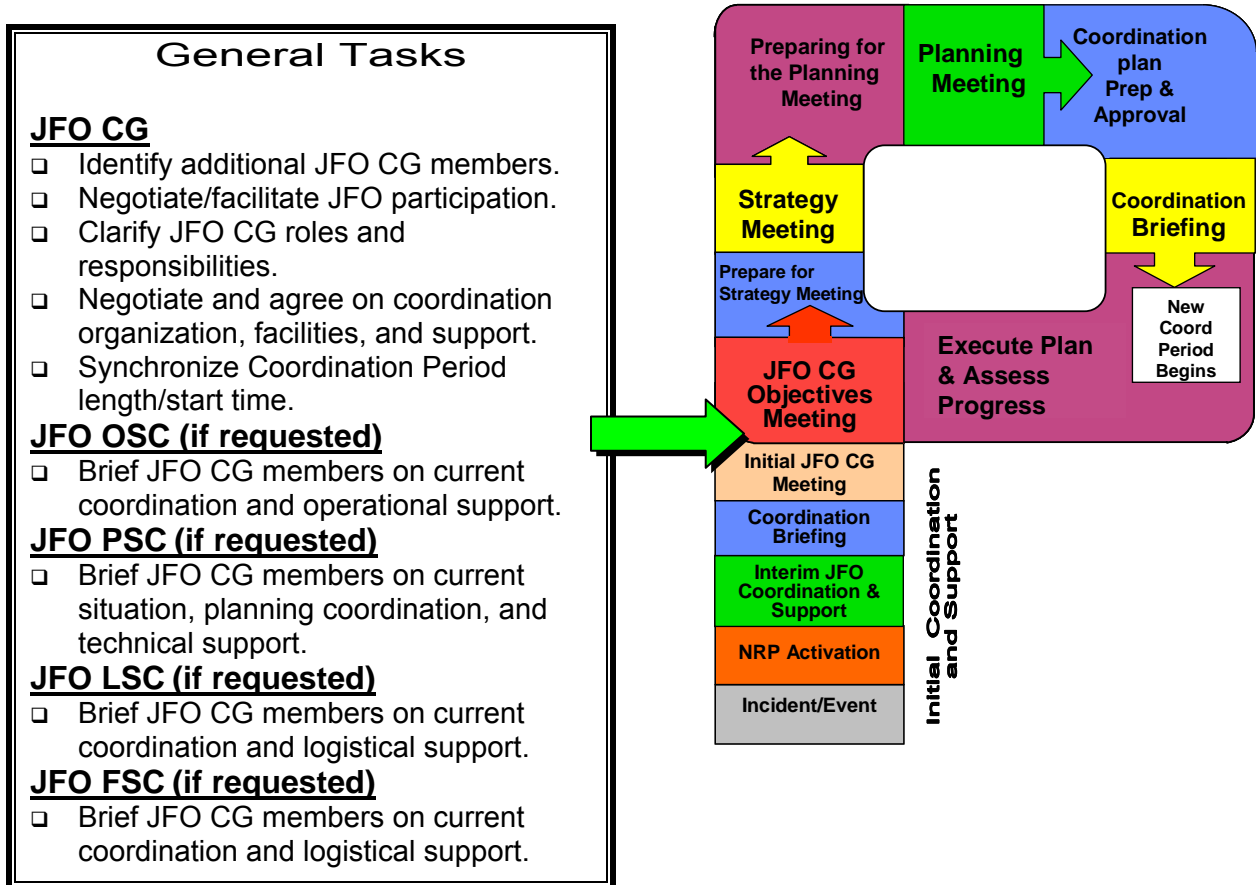 General Tasks
JFO CG
❑ Identify additional JFO CG members.
❑ Negotiate/facilitate JFO participation.
❑ Clarify JFO CG roles and
responsibilities.
❑ Negotiate and agree on coordination
organization, facilities, and support.
❑ Synchronize Coordination Period
length/start time.
JFO OSC (if requested)
❑ Brief JFO CG members on current
coordination and operational support.
JFO PSC (if requested)
❑ Brief JFO CG members on current
situation, planning coordination, and
technical support.
JFO LSC (if requested)
❑ Brief JFO CG members on current
coordination and logistical support.
JFO FSC (if requested)
❑ Brief JFO CG members on current
coordination and logistical support.
Preparing for
the Planning
Meeting
Planning
Meeting
Coordination
plan
Prep &
Approval
Strategy
Meeting
Coordination
Briefing
Prepare for
Strategy Meeting
New
Coord
Period
Begins
JFO CG
Objectives
Meeting
Execute Plan
& Assess
Progress
Initial JFO CG
Meeting
Coordination
Briefing
Interim JFO
Coordination &
Support
NRP Activation
Incident/Event
Initial Coordination
and Support